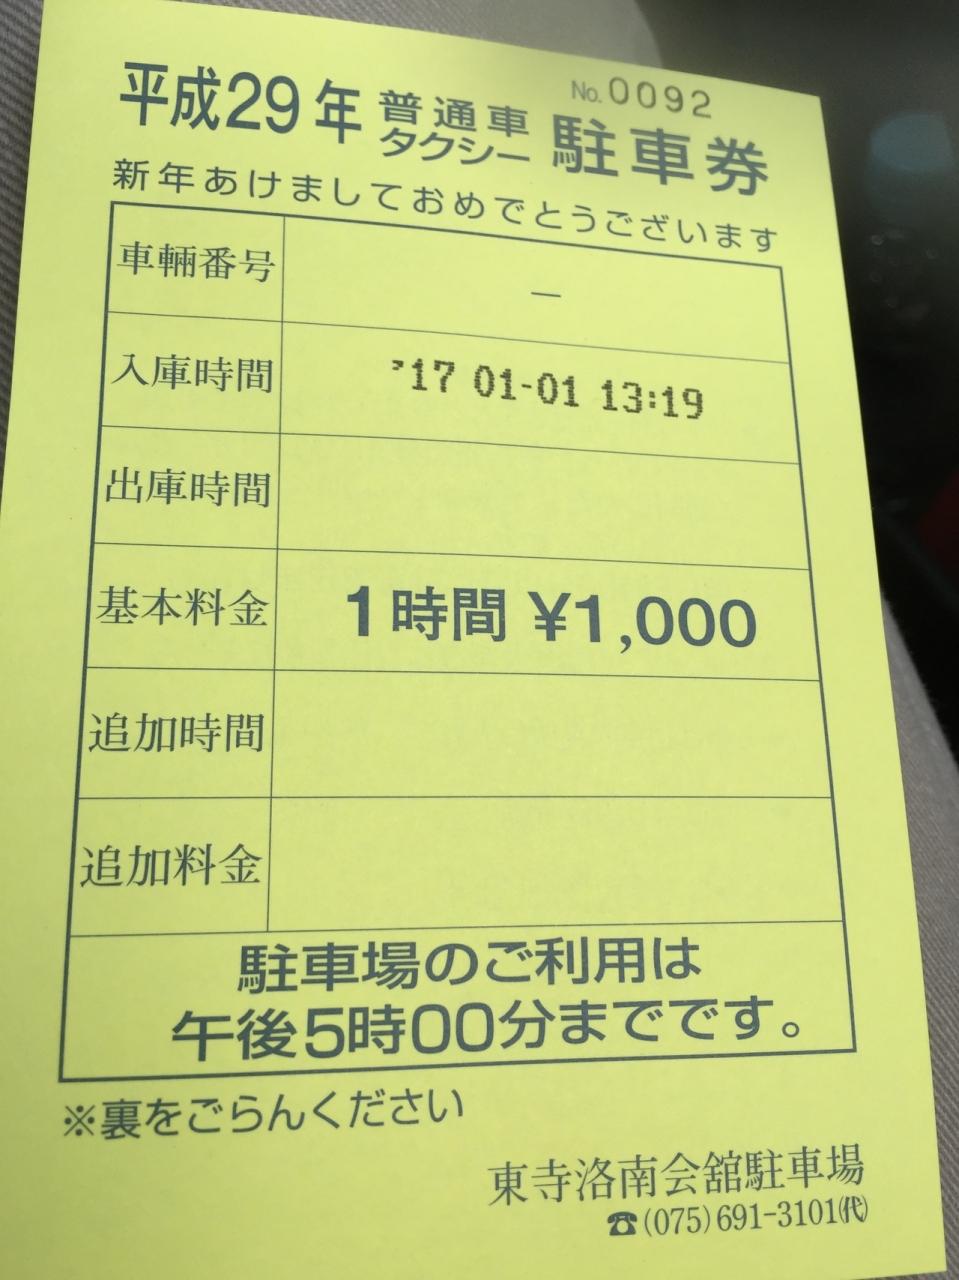 No.0092
平成29年 普通車 タクシー 駐車券
新年あけましておめでとうございます
車輛番号 —
入庫時間 '17 01-01 13:19
出庫時間
基本料金 1時間 ¥1,000
追加時間
追加料金
駐車場のご利用は
午後5時00分までです。
※裏をごらんください
東寺洛南会舘駐車場
☎(075)691-3101(代)